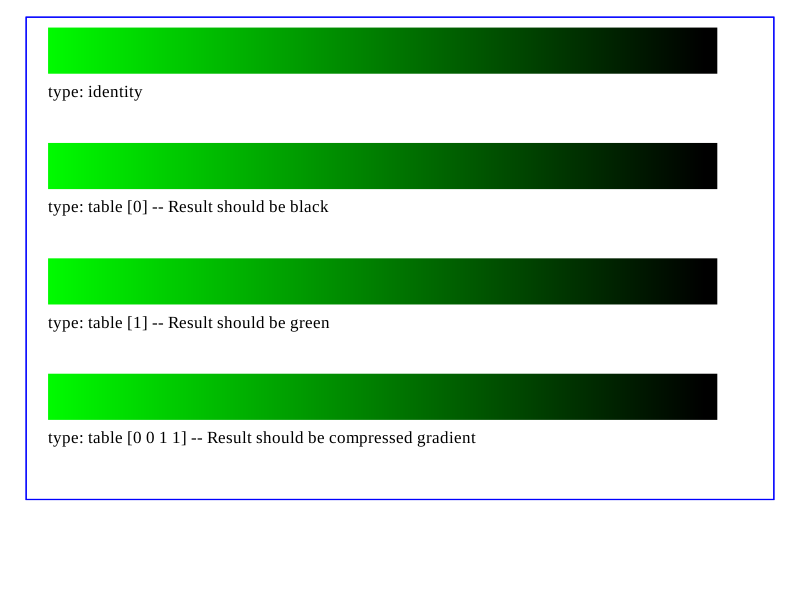 type: identity
type: table [0] -- Result should be black
type: table [1] -- Result should be green
type: table [0 0 1 1] -- Result should be compressed gradient